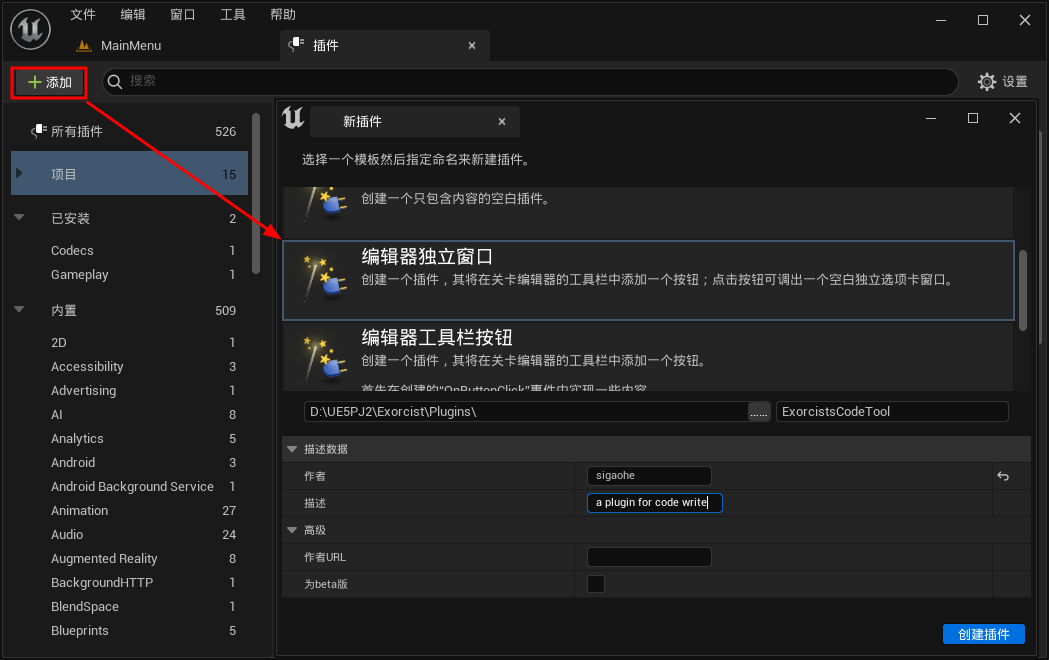 文件 编辑 窗口 工具 帮助
MainMenu 插件
添加 搜索 设置
所有插件 526
项目 15
已安装 2
Codecs 1
Gameplay 1
内置 509
2D 1
Accessibility 3
Advertising 1
AI 8
Analytics 5
Android 3
Android Background Service 1
Animation 27
Audio 24
Augmented Reality 8
BackgroundHTTP 1
BlendSpace 1
Blueprints 5
新插件
选择一个模板然后指定命名来新建插件。
创建一个只包含内容的空白插件。
编辑器独立窗口
创建一个插件，其将在关卡编辑器的工具栏中添加一个按钮；点击按钮可调出一个空白独立选项卡窗口。
编辑器工具栏按钮
创建一个插件，其将在关卡编辑器的工具栏中添加一个按钮。
首先在创建的“OnButtonClick”事件中实现一些内容
D:\UE5PJ2\Exorcist\Plugins\ ...... ExorcistsCodeTool
描述数据
作者 sigaohe
描述 a plugin for code write
高级
作者URL
为beta版
创建插件